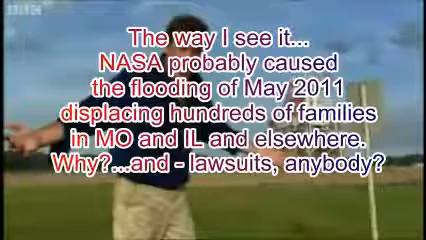 BBC
The way I see it...
NASA probably caused
the flooding of May 2011
displacing hundreds of families
in MO and IL and elsewhere.
Why?...and - lawsuits, anybody?